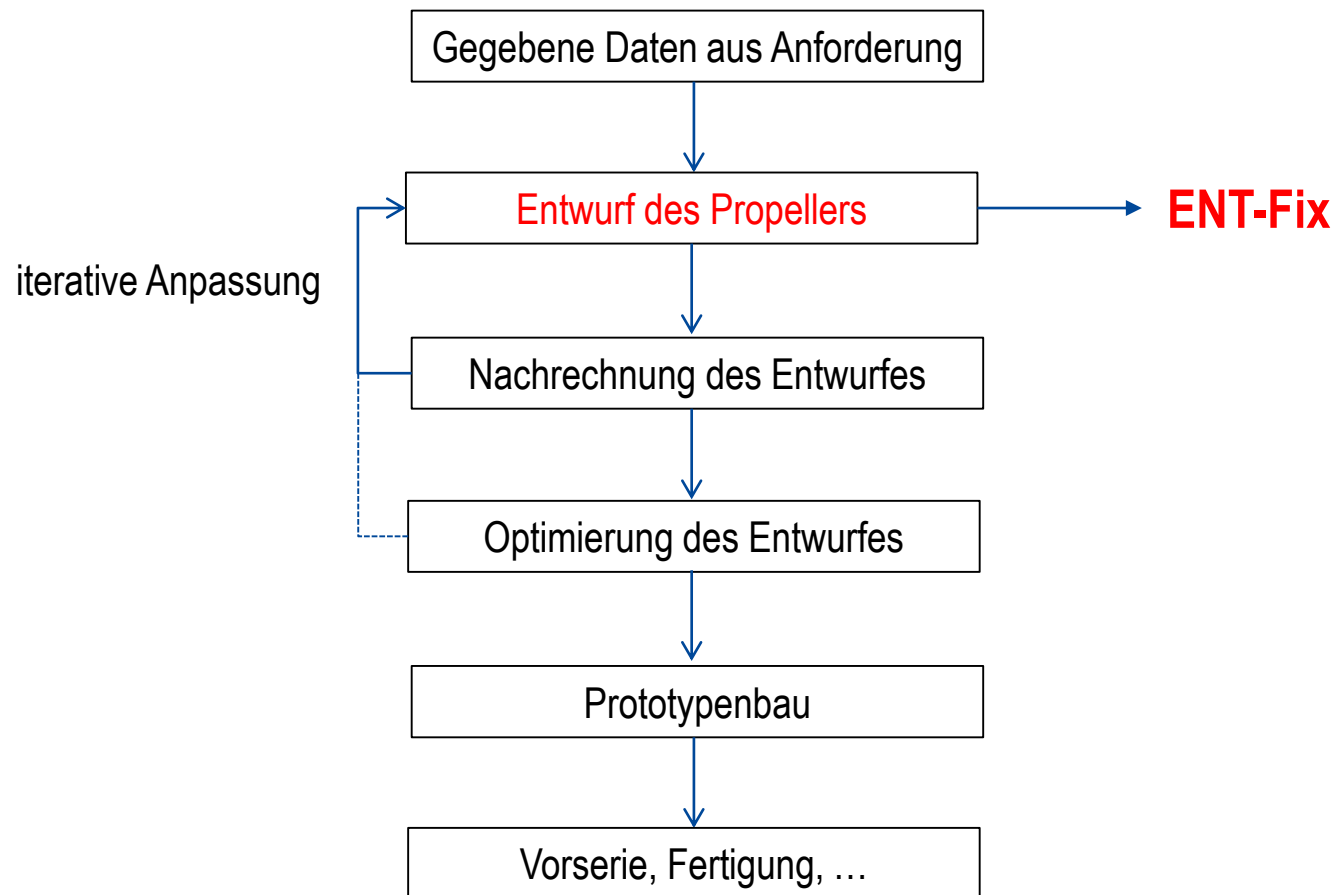 Gegebene Daten aus Anforderung
Entwurf des Propellers
ENT-Fix
iterative Anpassung
Nachrechnung des Entwurfes
Optimierung des Entwurfes
Prototypenbau
Vorserie, Fertigung, …